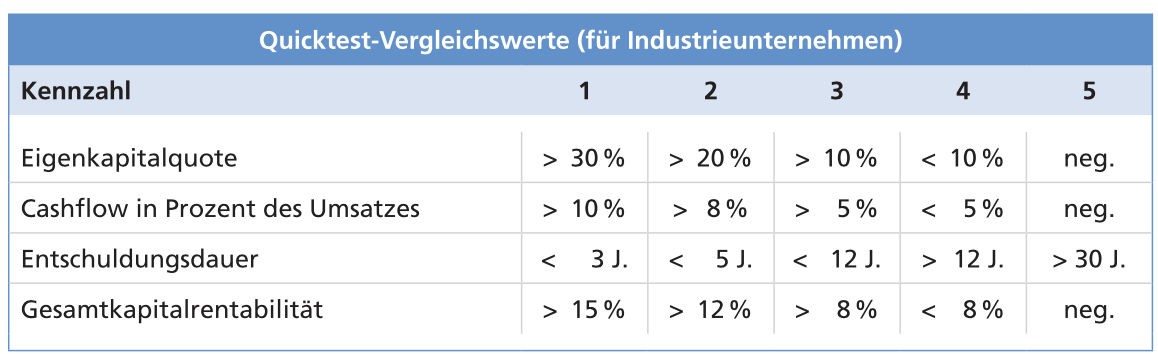 Quicktest-Vergleichswerte (für Industrieunternehmen)
Kennzahl 1 2 3 4 5
Eigenkapitalquote > 30 % > 20 % > 10 % < 10 % neg.
Cashflow in Prozent des Umsatzes > 10 % > 8 % > 5 % < 5 % neg.
Entschuldungsdauer < 3 J. < 5 J. < 12 J. > 12 J. > 30 J.
Gesamtkapitalrentabilität > 15 % > 12 % > 8 % < 8 % neg.